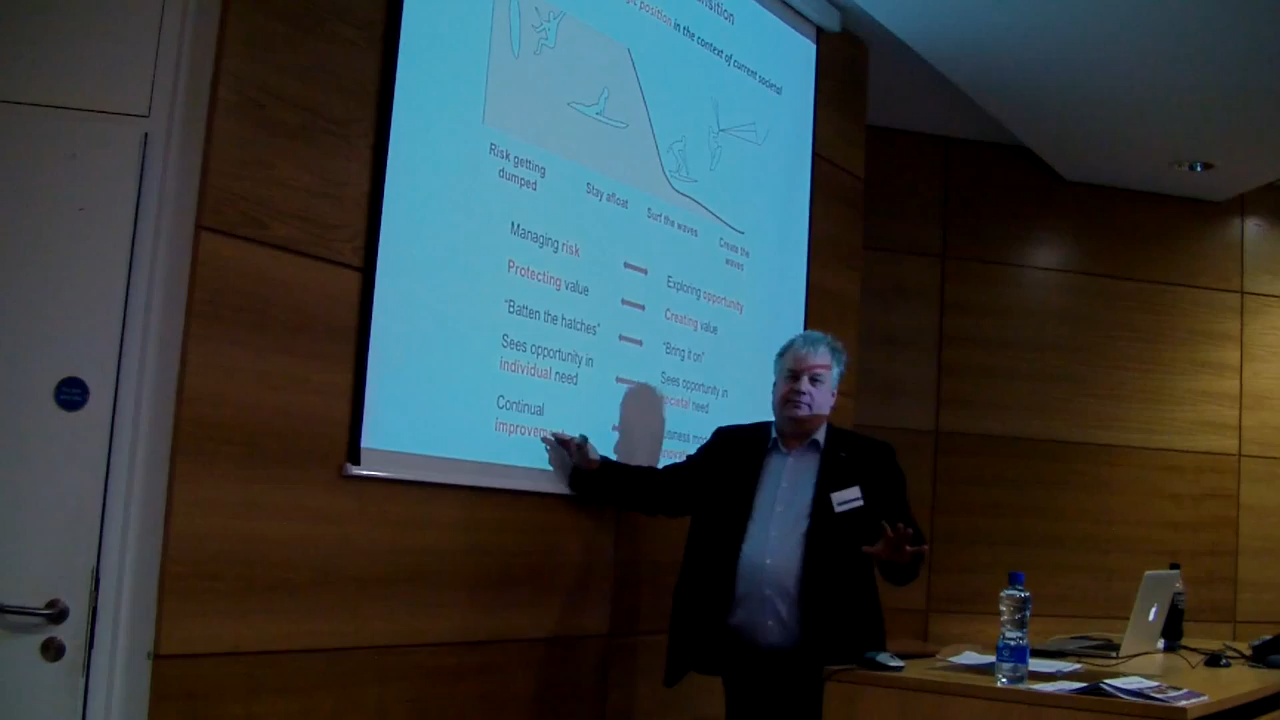 position in the context of current societal
Risk getting
dumped
Stay afloat
Surf the waves
Create the
waves
Managing risk
Exploring opportunity
Protecting value
Creating value
"Batten the hatches"
"Bring it on"
Sees opportunity in
individual need
Sees opportunity in
societal need
Continual